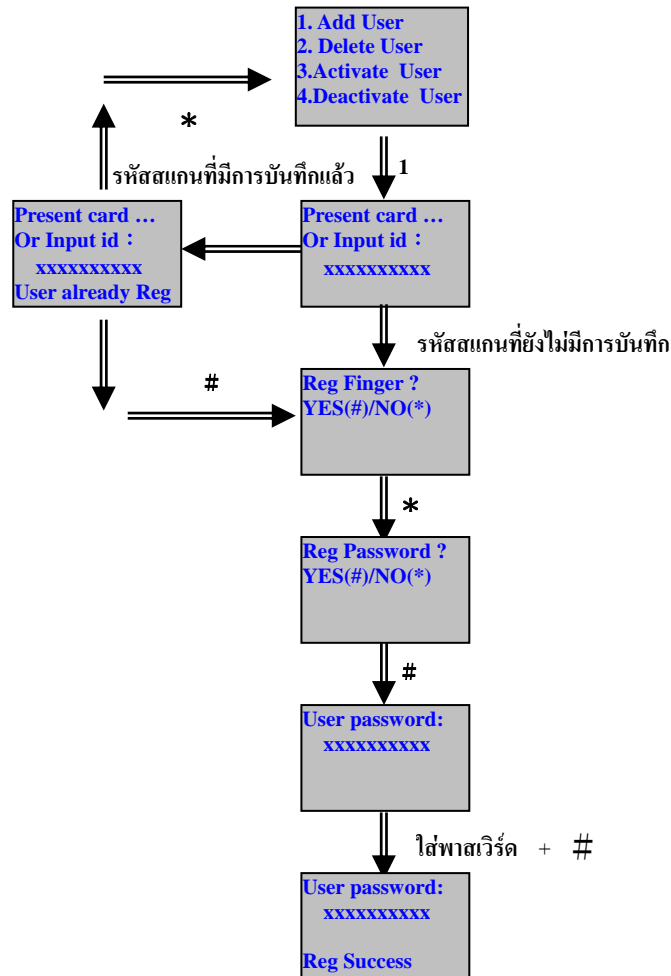 1. Add User
2. Delete User
3.Activate User
4.Deactivate User
*
1
รหัสสแกนที่มีการบันทึกแล้ว
Present card …
Or Input id：
xxxxxxxxxx
User already Reg
Present card …
Or Input id：
xxxxxxxxxx
รหัสสแกนที่ยังไม่มีการบันทึก
#
Reg Finger ?
YES(#)/NO(*)
*
Reg Password ?
YES(#)/NO(*)
#
User password:
xxxxxxxxxx
ใส่พาสเวิร์ด + #
User password:
xxxxxxxxxx
Reg Success